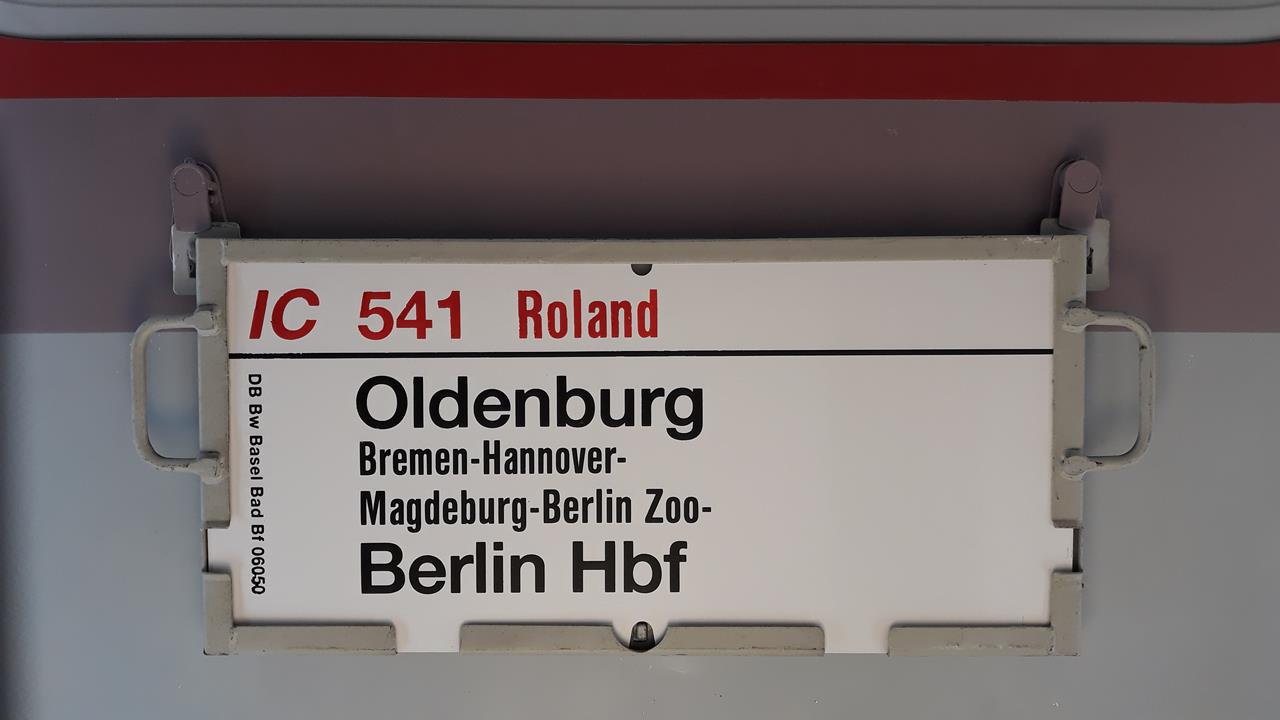 IC 541 Roland
Oldenburg
Bremen-Hannover-
Magdeburg-Berlin Zoo-
Berlin Hbf
DB Bw Basel Bad Bf 06050